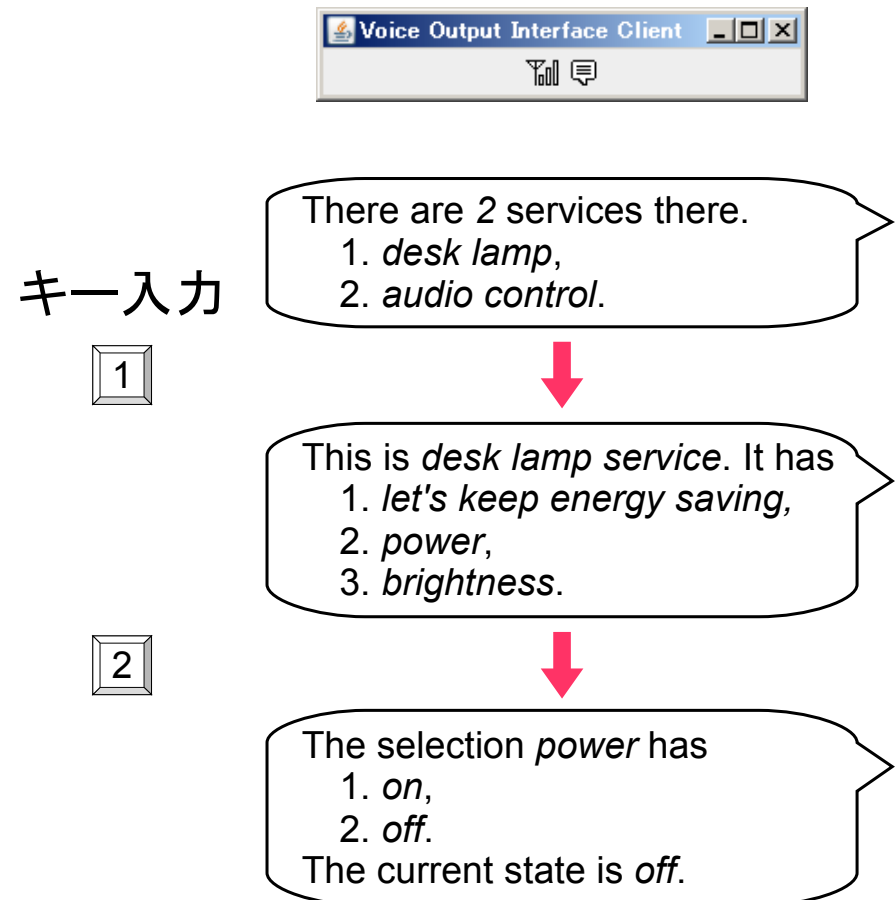 Voice Output Interface Client
There are 2 services there.
1. desk lamp,
2. audio control.
キー入力
1
This is desk lamp service. It has
1. let's keep energy saving,
2. power,
3. brightness.
2
The selection power has
1. on,
2. off.
The current state is off.